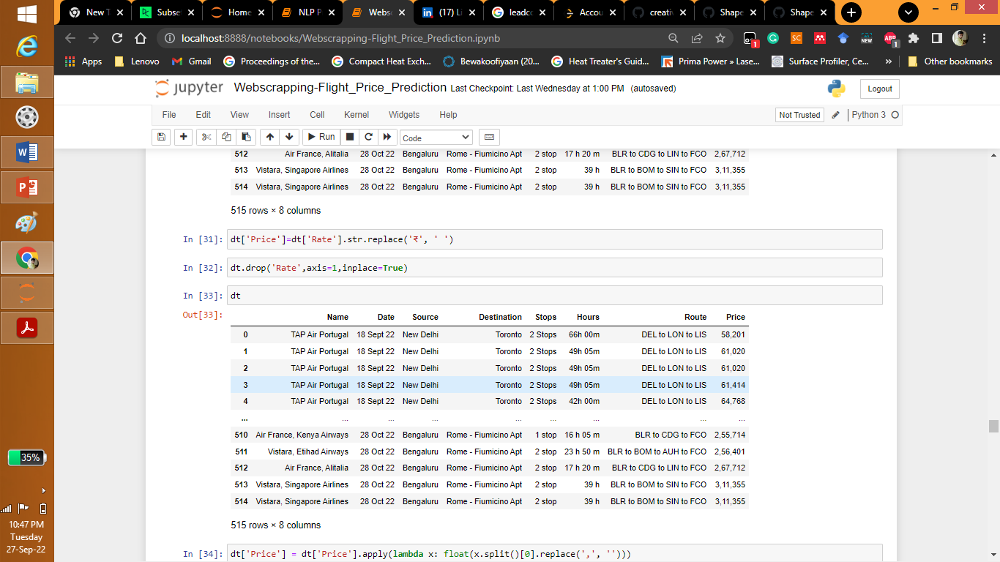 New T
Subse
Home
NLP P
Webs
(17) Li
leadco
Accou
creativ
Shape
Shape
localhost:8888/notebooks/Webscrapping-Flight_Price_Prediction.ipynb
Apps Lenovo Gmail Proceedings of the... Compact Heat Exch... Bewakoofiyaan (20... Heat Treater's Guid... Prima Power » Lase... Surface Profiler, Ce... » Other bookmarks
jupyter Webscrapping-Flight_Price_Prediction Last Checkpoint: Last Wednesday at 1:00 PM (autosaved) Logout
File Edit View Insert Cell Kernel Widgets Help Not Trusted Python 3
Run Code
512 Air France, Alitalia 28 Oct 22 Bengaluru Rome - Fiumicino Apt 2 stop 17 h 20 m BLR to CDG to LIN to FCO 2,67,712
513 Vistara, Singapore Airlines 28 Oct 22 Bengaluru Rome - Fiumicino Apt 2 stop 39 h BLR to BOM to SIN to FCO 3,11,355
514 Vistara, Singapore Airlines 28 Oct 22 Bengaluru Rome - Fiumicino Apt 2 stop 39 h BLR to BOM to SIN to FCO 3,11,355
515 rows × 8 columns
In [31]: dt['Price']=dt['Rate'].str.replace('₹', ' ')
In [32]: dt.drop('Rate',axis=1,inplace=True)
In [33]: dt
Out[33]:
Name Date Source Destination Stops Hours Route Price
0 TAP Air Portugal 18 Sept 22 New Delhi Toronto 2 Stops 66h 00m DEL to LON to LIS 58,201
1 TAP Air Portugal 18 Sept 22 New Delhi Toronto 2 Stops 49h 05m DEL to LON to LIS 61,020
2 TAP Air Portugal 18 Sept 22 New Delhi Toronto 2 Stops 49h 05m DEL to LON to LIS 61,020
3 TAP Air Portugal 18 Sept 22 New Delhi Toronto 2 Stops 49h 05m DEL to LON to LIS 61,414
4 TAP Air Portugal 18 Sept 22 New Delhi Toronto 2 Stops 42h 00m DEL to LON to LIS 64,768
... ... ... ... ... ... ... ... ...
510 Air France, Kenya Airways 28 Oct 22 Bengaluru Rome - Fiumicino Apt 1 stop 16 h 05 m BLR to CDG to FCO 2,55,714
511 Vistara, Etihad Airways 28 Oct 22 Bengaluru Rome - Fiumicino Apt 2 stop 23 h 50 m BLR to BOM to AUH to FCO 2,56,401
512 Air France, Alitalia 28 Oct 22 Bengaluru Rome - Fiumicino Apt 2 stop 17 h 20 m BLR to CDG to LIN to FCO 2,67,712
513 Vistara, Singapore Airlines 28 Oct 22 Bengaluru Rome - Fiumicino Apt 2 stop 39 h BLR to BOM to SIN to FCO 3,11,355
514 Vistara, Singapore Airlines 28 Oct 22 Bengaluru Rome - Fiumicino Apt 2 stop 39 h BLR to BOM to SIN to FCO 3,11,355
515 rows × 8 columns
In [34]: dt['Price'] = dt['Price'].apply(lambda x: float(x.split()[0].replace(',', '')))
35%
10:47 PM
Tuesday
27-Sep-22